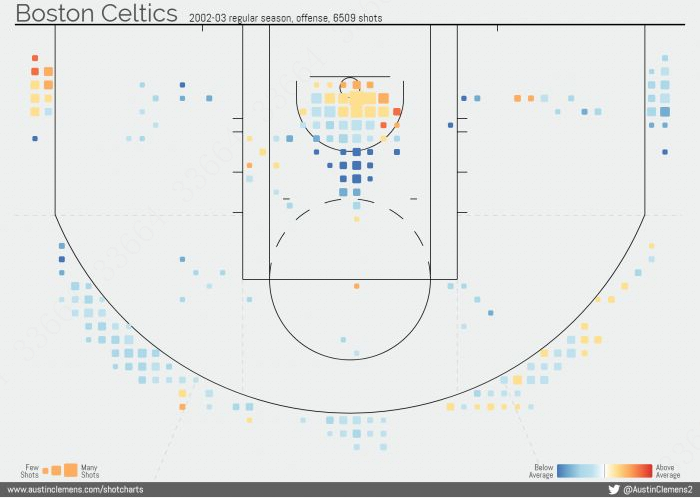 Boston Celtics 2002-03 regular season, offense, 6509 shots
Few Shots
Many Shots
Below Average
Above Average
www.austinclemens.com/shotcharts
@AustinClemens2